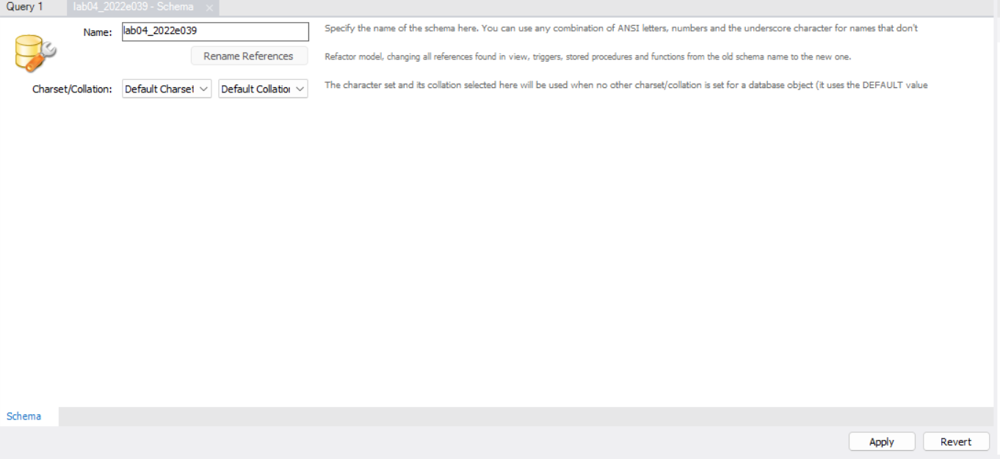 Query 1 lab04_2022e039 - Schema ×
Name: lab04_2022e039 Specify the name of the schema here. You can use any combination of ANSI letters, numbers and the underscore character for names that don't
Rename References Refactor model, changing all references found in view, triggers, stored procedures and functions from the old schema name to the new one.
Charset/Collation: Default Charset Default Collation The character set and its collation selected here will be used when no other charset/collation is set for a database object (it uses the DEFAULT value
Schema
Apply Revert